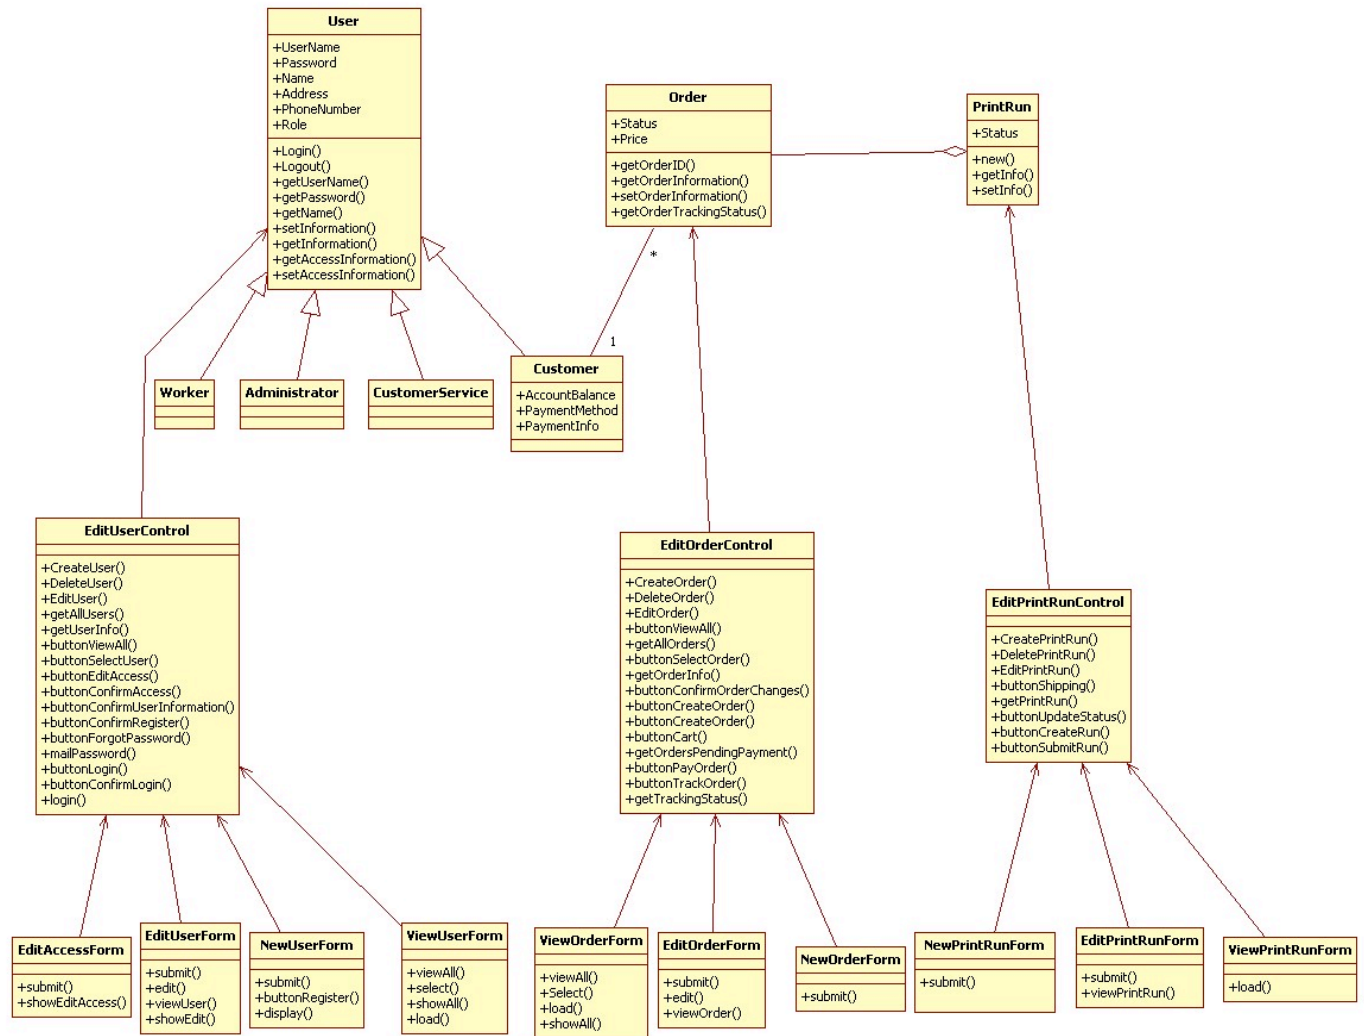 User
+UserName
+Password
+Name
+Address
+PhoneNumber
+Role
+Login()
+Logout()
+getUserName()
+getPassword()
+getName()
+setInformation()
+getInformation()
+getAccessInformation()
+setAccessInformation()
Order
+Status
+Price
+getOrderID()
+getOrderInformation()
+setOrderInformation()
+getOrderTrackingStatus()
PrintRun
+Status
+new()
+getInfo()
+setInfo()
*
1
Worker
Administrator
CustomerService
Customer
+AccountBalance
+PaymentMethod
+PaymentInfo
EditUserControl
+CreateUser()
+DeleteUser()
+EditUser()
+getAllUsers()
+getUserInfo()
+buttonViewAll()
+buttonSelectUser()
+buttonEditAccess()
+buttonConfirmAccess()
+buttonConfirmUserInformation()
+buttonConfirmRegister()
+buttonForgotPassword()
+mailPassword()
+buttonLogin()
+buttonConfirmLogin()
+login()
EditOrderControl
+CreateOrder()
+DeleteOrder()
+EditOrder()
+buttonViewAll()
+getAllOrders()
+buttonSelectOrder()
+getOrderInfo()
+buttonConfirmOrderChanges()
+buttonCreateOrder()
+buttonCreateOrder()
+buttonCart()
+getOrdersPendingPayment()
+buttonPayOrder()
+buttonTrackOrder()
+getTrackingStatus()
EditPrintRunControl
+CreatePrintRun()
+DeletePrintRun()
+EditPrintRun()
+buttonShipping()
+getPrintRun()
+buttonUpdateStatus()
+buttonCreateRun()
+buttonSubmitRun()
EditAccessForm
+submit()
+showEditAccess()
EditUserForm
+submit()
+edit()
+viewUser()
+showEdit()
NewUserForm
+submit()
+buttonRegister()
+display()
ViewUserForm
+viewAll()
+select()
+showAll()
+load()
ViewOrderForm
+viewAll()
+Select()
+load()
+showAll()
EditOrderForm
+submit()
+edit()
+viewOrder()
NewOrderForm
+submit()
NewPrintRunForm
+submit()
EditPrintRunForm
+submit()
+viewPrintRun()
ViewPrintRunForm
+load()